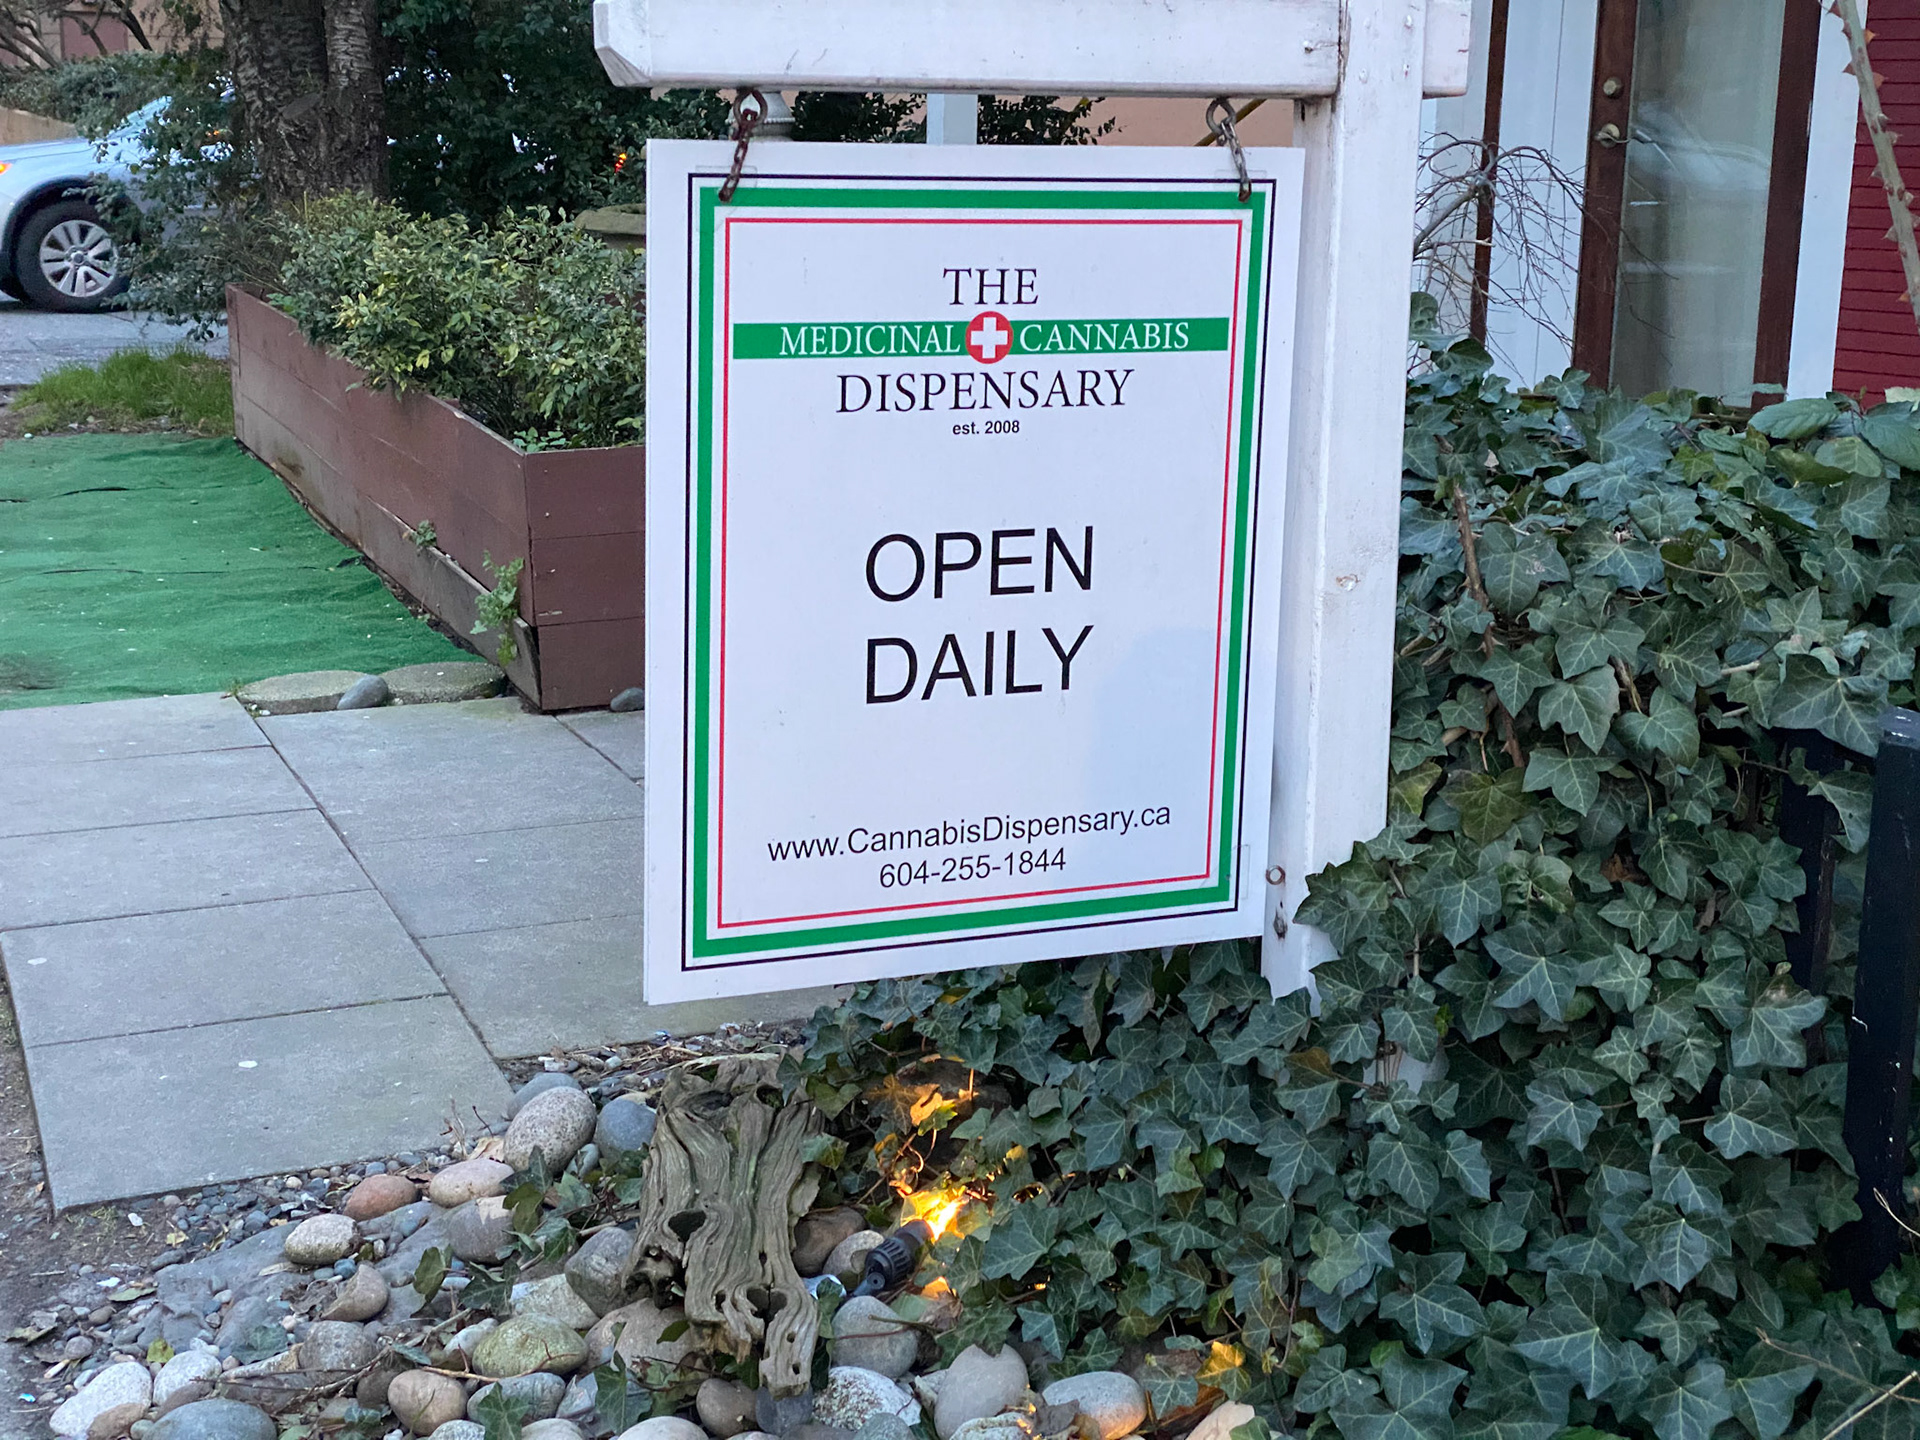 THE
MEDICINAL CANNABIS
DISPENSARY
est. 2008
OPEN
DAILY
www.CannabisDispensary.ca
604-255-1844